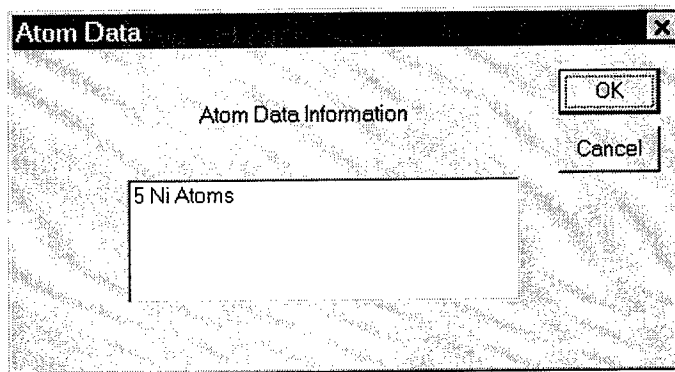 Atom Data
OK
Atom Data Information
Cancel
5 Ni Atoms